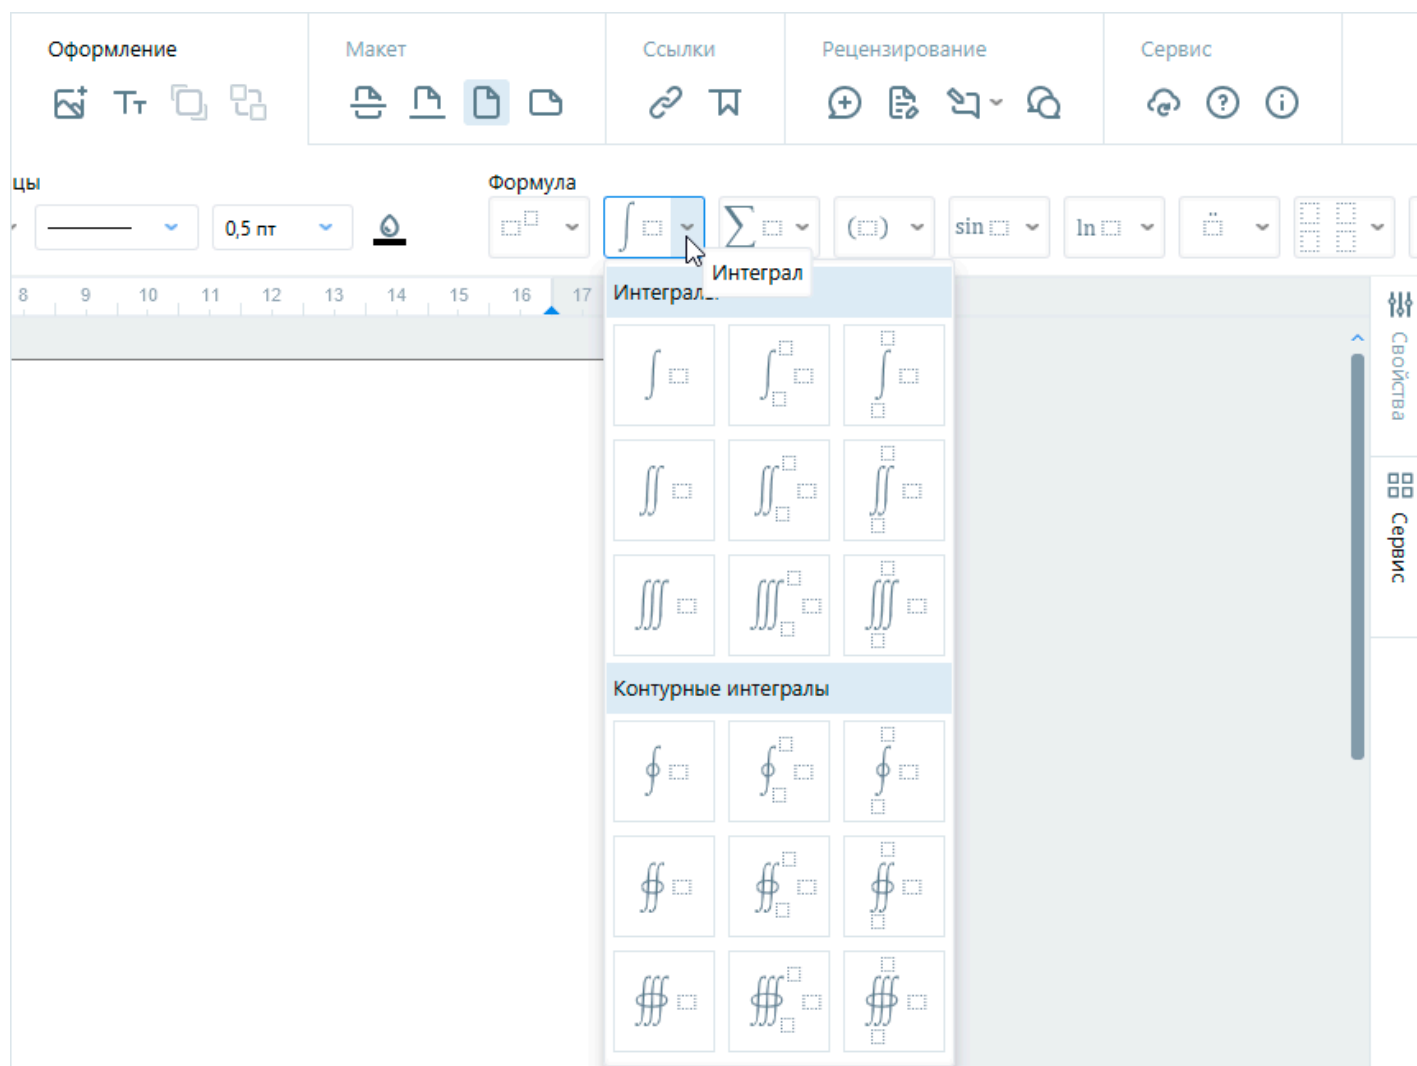 Оформление Макет Ссылки Рецензирование Сервис
цы Формула
0,5 пт
sin ln
Интеграл
8 9 10 11 12 13 14 15 16 17
Интегралы
Свойства
Сервис
Контурные интегралы